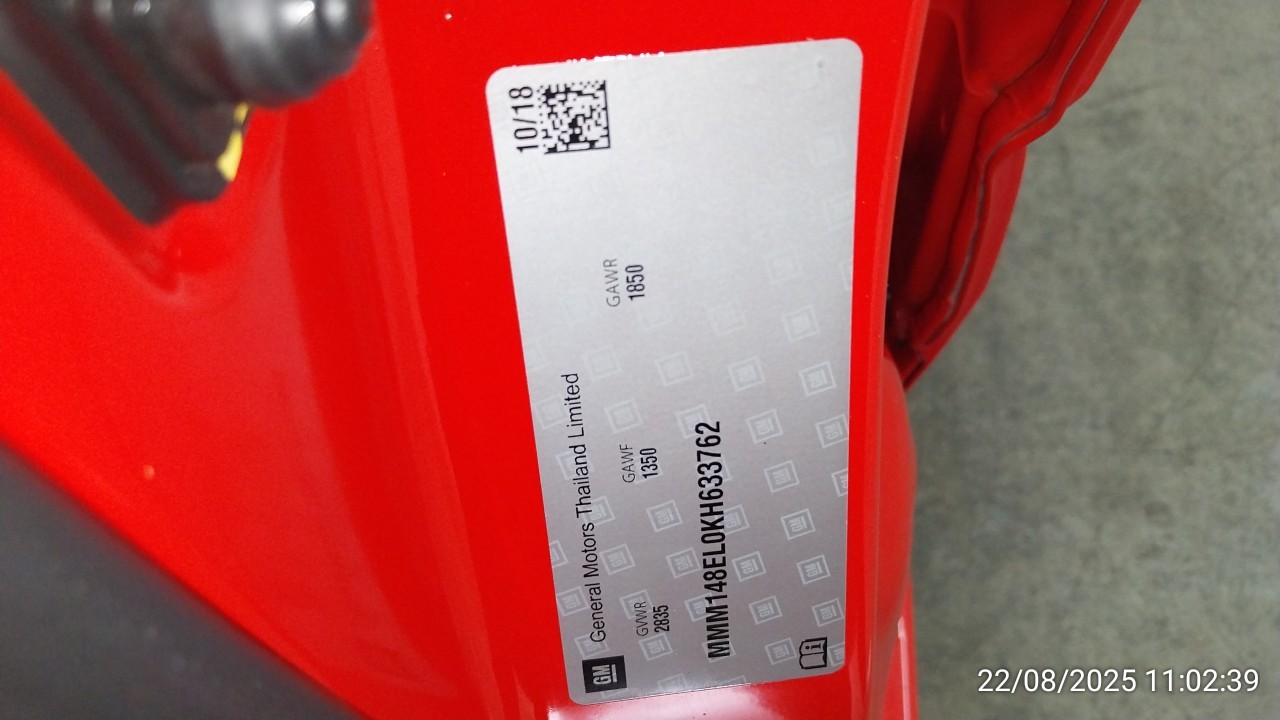 10/18
GM
General Motors Thailand Limited
GVWR GAWF GAWR
2835 1350 1850
MMM148EL0KH633762
22/08/2025 11:02:39